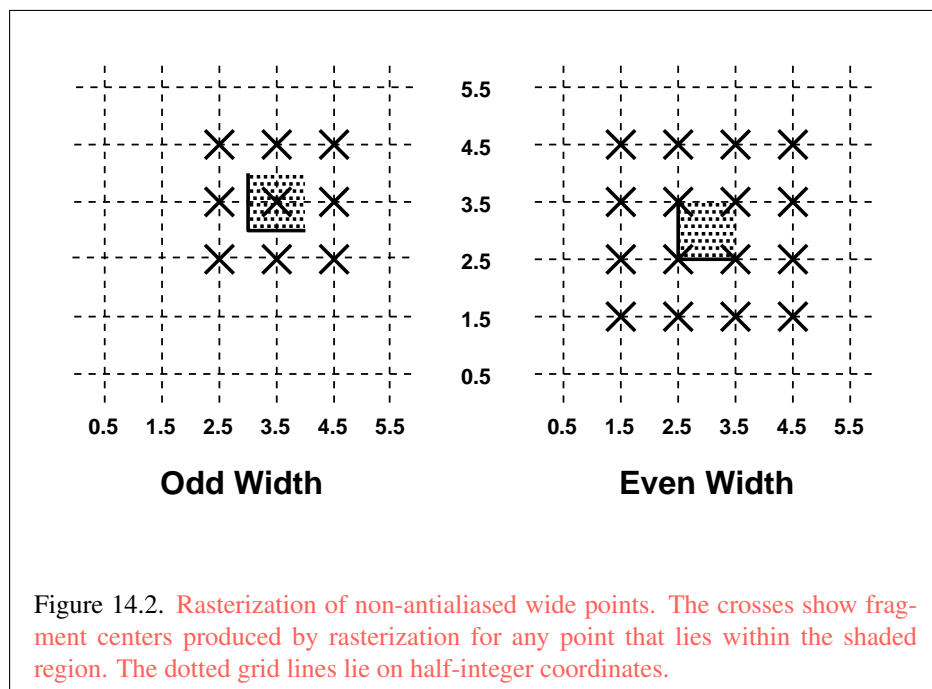 5.5
4.5
3.5
2.5
1.5
0.5
0.5 1.5 2.5 3.5 4.5 5.5
0.5 1.5 2.5 3.5 4.5 5.5
Odd Width
Even Width
Figure 14.2. Rasterization of non-antialiased wide points. The crosses show frag-
ment centers produced by rasterization for any point that lies within the shaded
region. The dotted grid lines lie on half-integer coordinates.